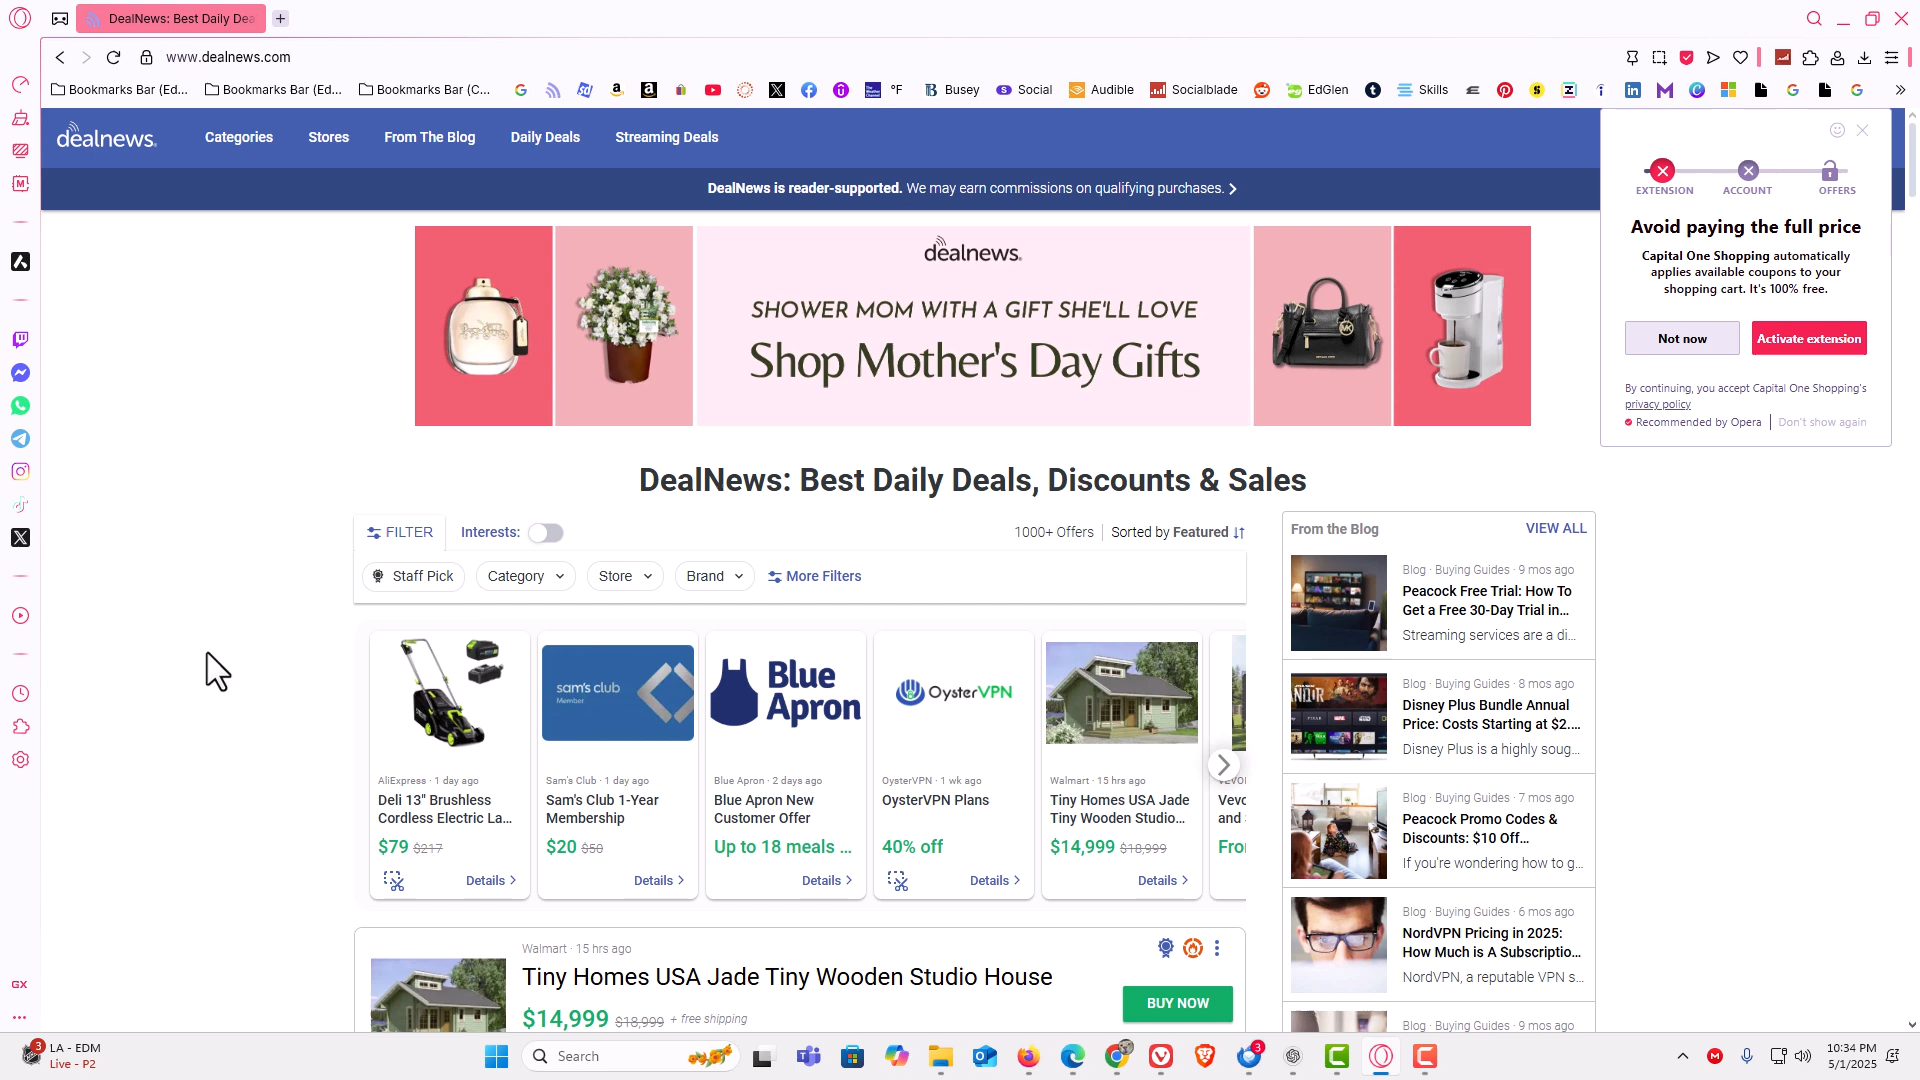 DealNews: Best Daily Dea
www.dealnews.com
Bookmarks Bar (Ed...
Bookmarks Bar (Ed...
Bookmarks Bar (C...
°F
Busey
Social
Audible
Socialblade
EdGlen
Skills
dealnews.
Categories
Stores
From The Blog
Daily Deals
Streaming Deals
DealNews is reader-supported. We may earn commissions on qualifying purchases.
dealnews.
SHOWER MOM WITH A GIFT SHE'LL LOVE
Shop Mother's Day Gifts
EXTENSION
ACCOUNT
OFFERS
Avoid paying the full price
Capital One Shopping automatically
applies available coupons to your
shopping cart. It's 100% free.
Not now
Activate extension
By continuing, you accept Capital One Shopping's
privacy policy
Recommended by Opera
Don't show again
DealNews: Best Daily Deals, Discounts & Sales
FILTER
Interests:
1000+ Offers
Sorted by Featured
Staff Pick
Category
Store
Brand
More Filters
AliExpress · 1 day ago
Deli 13" Brushless
Cordless Electric La...
$79 $217
Details
sam's club
Member
Sam's Club · 1 day ago
Sam's Club 1-Year
Membership
$20 $50
Details
Blue
Apron
Blue Apron · 2 days ago
Blue Apron New
Customer Offer
Up to 18 meals ...
Details
OysterVPN
OysterVPN · 1 wk ago
OysterVPN Plans
40% off
Details
Walmart · 15 hrs ago
Tiny Homes USA Jade
Tiny Wooden Studio...
$14,999 $18,999
Details
Vevo
and
Fro
Walmart · 15 hrs ago
Tiny Homes USA Jade Tiny Wooden Studio House
$14,999 $18,999 + free shipping
BUY NOW
From the Blog
VIEW ALL
Blog · Buying Guides · 9 mos ago
Peacock Free Trial: How To
Get a Free 30-Day Trial in...
Streaming services are a di...
Blog · Buying Guides · 8 mos ago
Disney Plus Bundle Annual
Price: Costs Starting at $2....
Disney Plus is a highly soug...
Blog · Buying Guides · 7 mos ago
Peacock Promo Codes &
Discounts: $10 Off...
If you're wondering how to g...
Blog · Buying Guides · 6 mos ago
NordVPN Pricing in 2025:
How Much is A Subscriptio...
NordVPN, a reputable VPN s...
Blog · Buying Guides · 9 mos ago
GX
3
LA - EDM
Live - P2
Search
3
10:34 PM
5/1/2025